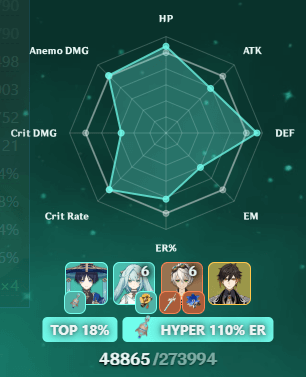 HP
Anemo DMG
ATK
Crit DMG
DEF
Crit Rate
EM
ER%
6
6
TOP 18%
HYPER 110% ER
48865/273994